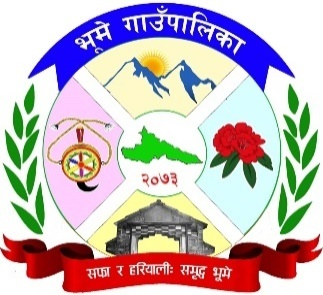 भूमे गाउँपालिका
२०७३
सफा र हरियालीः समृद्ध भूमे